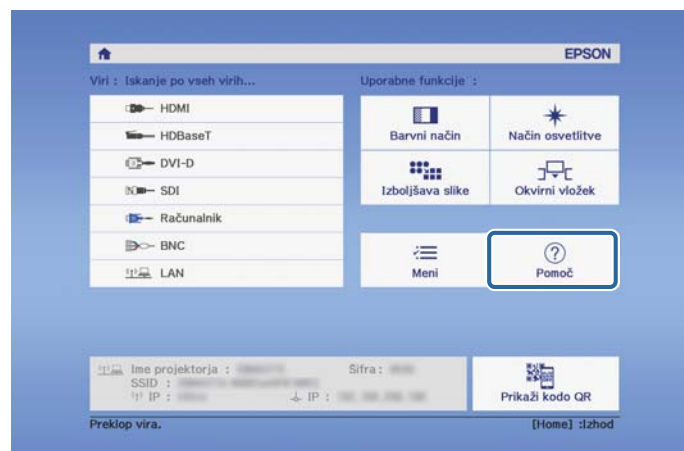 EPSON
Viri : Iskanje po vseh virih...
Uporabne funkcije :
HDMI
HDBaseT
DVI-D
SDI
Računalnik
BNC
LAN
Barvni način
Način osvetlitve
Izboljšava slike
Okvirni vložek
Meni
Pomoč
Ime projektorja :
Šifra :
SSID :
IP :
IP :
Prikaži kodo QR
Preklop vira.
[Home] :Izhod